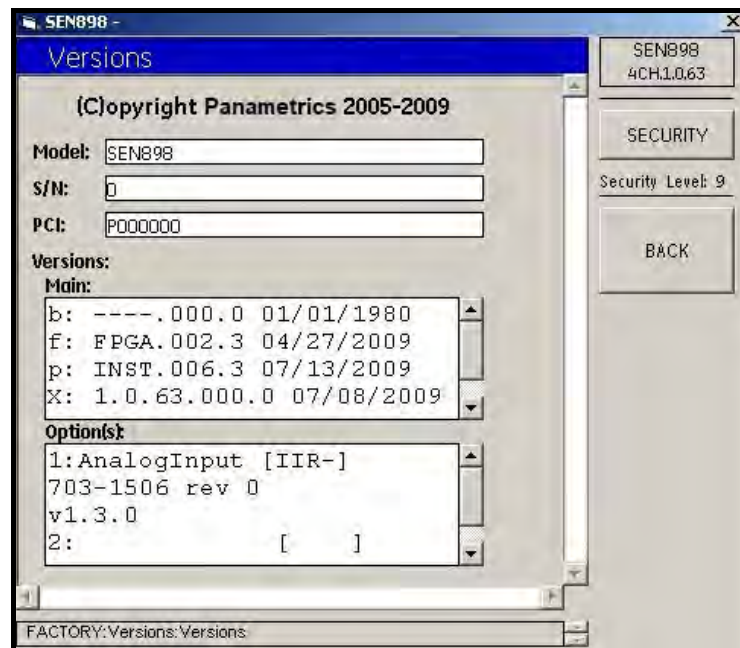 SEN898 -
Versions
(C)opyright Panametrics 2005-2009
Model: SEN898
S/N: 0
PCI: P000000
Versions:
Main:
b: ----.000.0 01/01/1980
f: FPGA.002.3 04/27/2009
p: INST.006.3 07/13/2009
X: 1.0.63.000.0 07/08/2009
Option(s):
1:AnalogInput [IIR-]
703-1506 rev 0
v1.3.0
2: [ ]
FACTORY:Versions:Versions
SEN898
4CH.1.0.63
SECURITY
Security Level: 9
BACK